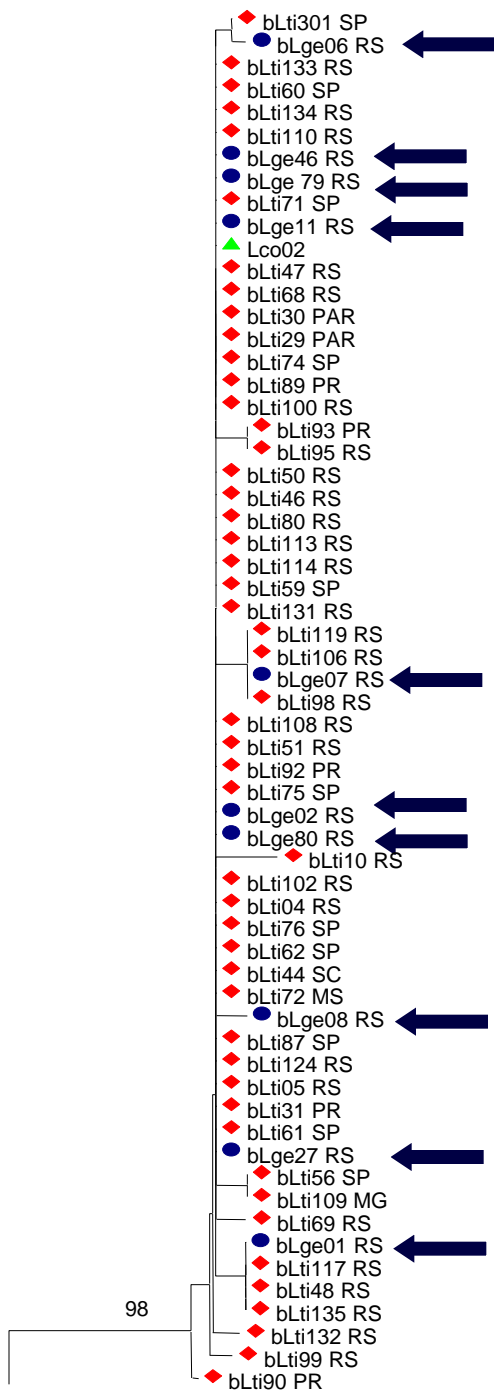 bLti301 SP
bLge06 RS
bLti133 RS
bLti60 SP
bLti134 RS
bLti110 RS
bLge46 RS
bLge 79 RS
bLti71 SP
bLge11 RS
Lco02
bLti47 RS
bLti68 RS
bLti30 PAR
bLti29 PAR
bLti74 SP
bLti89 PR
bLti100 RS
bLti93 PR
bLti95 RS
bLti50 RS
bLti46 RS
bLti80 RS
bLti113 RS
bLti114 RS
bLti59 SP
bLti131 RS
bLti119 RS
bLti106 RS
bLge07 RS
bLti98 RS
bLti108 RS
bLti51 RS
bLti92 PR
bLti75 SP
bLge02 RS
bLge80 RS
bLti10 RS
bLti102 RS
bLti04 RS
bLti76 SP
bLti62 SP
bLti44 SC
bLti72 MS
bLge08 RS
bLti87 SP
bLti124 RS
bLti05 RS
bLti31 PR
bLti61 SP
bLge27 RS
bLti56 SP
bLti109 MG
bLti69 RS
bLge01 RS
bLti117 RS
bLti48 RS
bLti135 RS
98
bLti132 RS
bLti99 RS
bLti90 PR